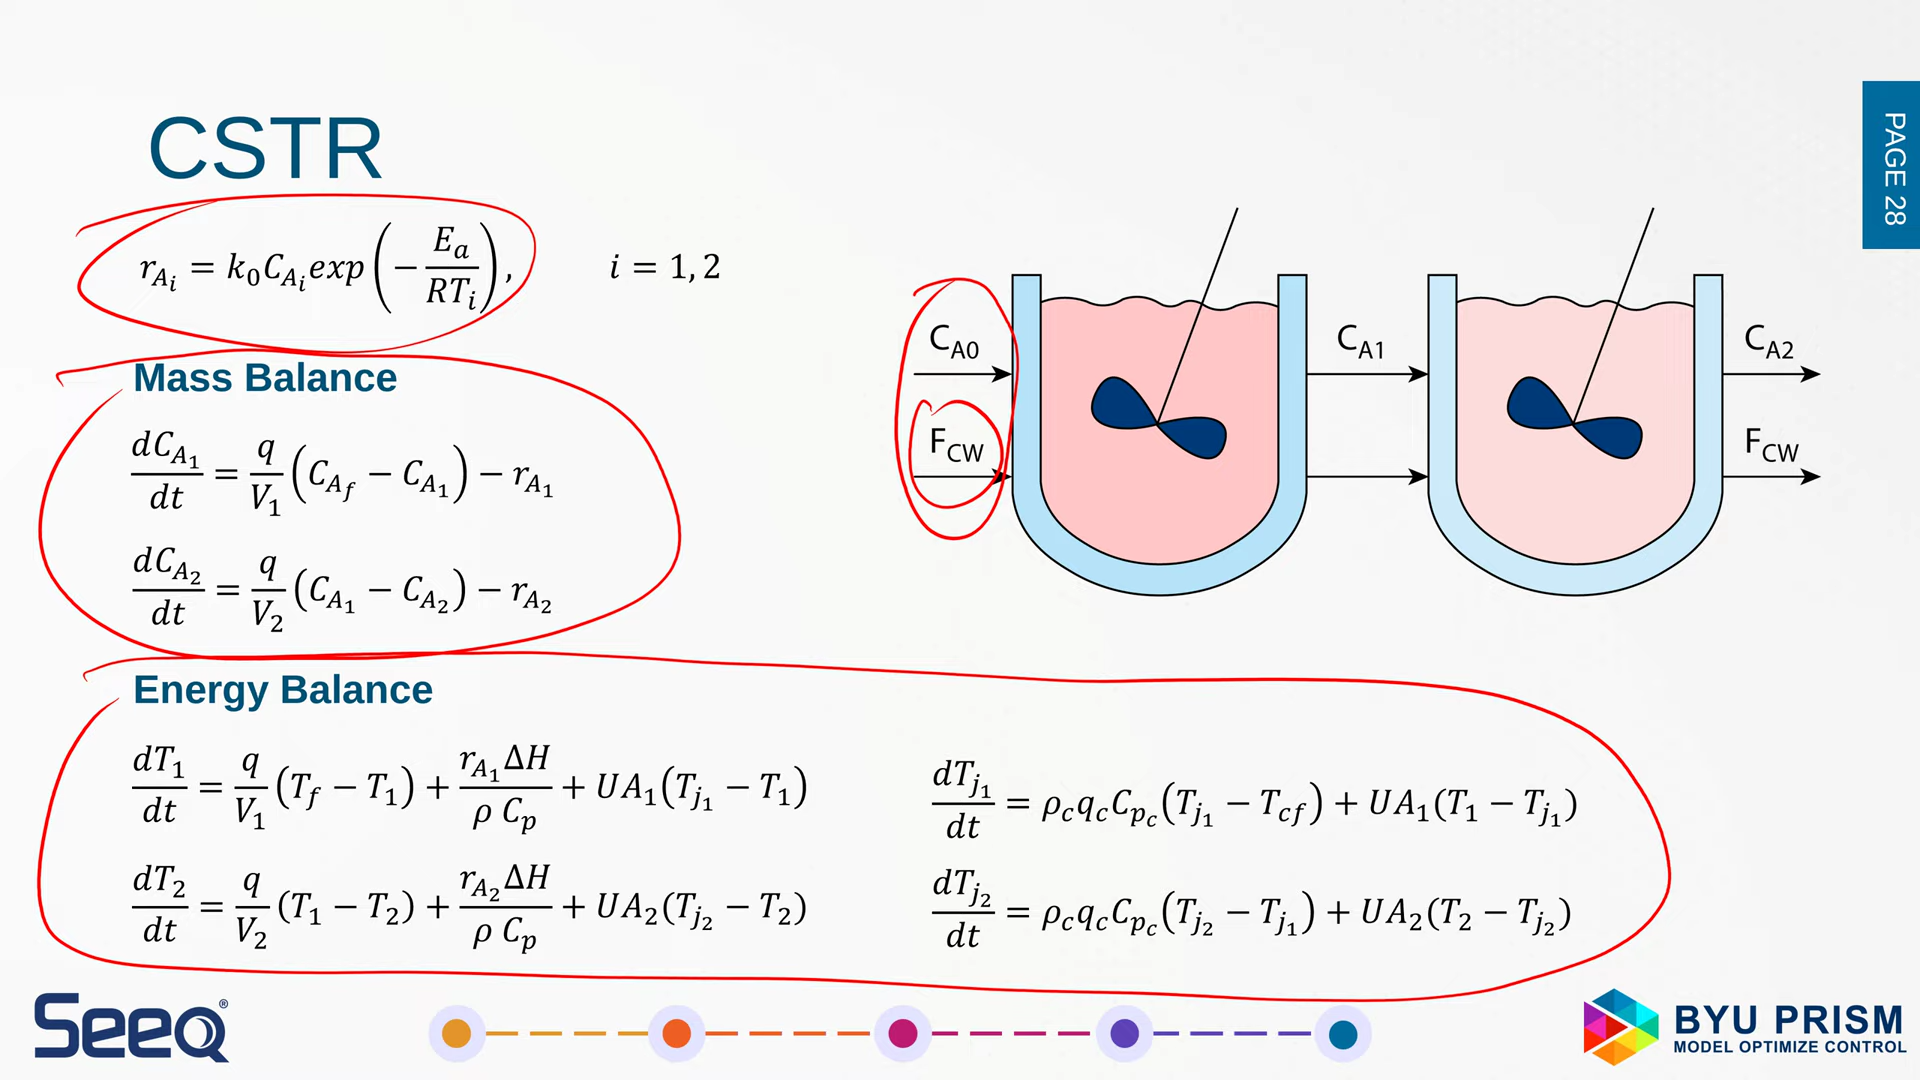 PAGE 28
CSTR
r_{A_i} = k_0 C_{A_i} exp(−E_a/RT_i), i = 1,2
Mass Balance
dC_{A_1}/dt = q/V_1 (C_{A_f} − C_{A_1}) − r_{A_1}
dC_{A_2}/dt = q/V_2 (C_{A_1} − C_{A_2}) − r_{A_2}
C_{A0}
F_{CW}
C_{A1}
C_{A2}
F_{CW}
Energy Balance
dT_1/dt = q/V_1 (T_f − T_1) + r_{A_1}ΔH/ρ C_p + UA_1(T_{j_1} − T_1)
dT_2/dt = q/V_2 (T_1 − T_2) + r_{A_2}ΔH/ρ C_p + UA_2(T_{j_2} − T_2)
dT_{j_1}/dt = ρ_c q_c C_{p_c}(T_{j_1} − T_{cf}) + UA_1(T_1 − T_{j_1})
dT_{j_2}/dt = ρ_c q_c C_{p_c}(T_{j_2} − T_{j_1}) + UA_2(T_2 − T_{j_2})
SeeQ®
BYU PRISM
MODEL OPTIMIZE CONTROL